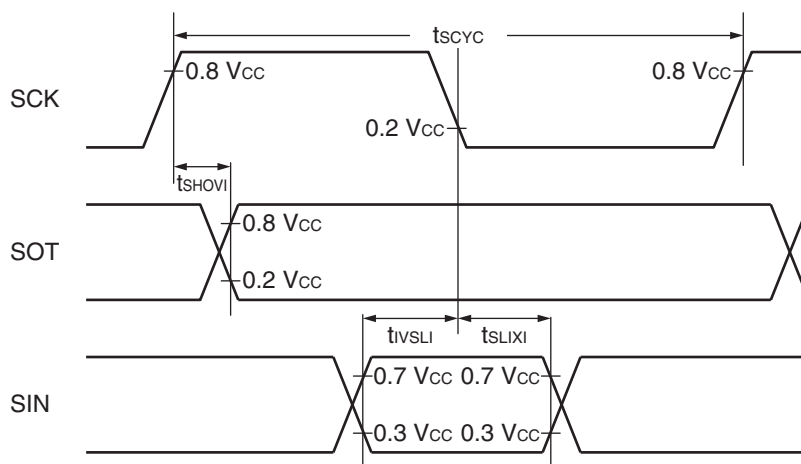 tSCYC
SCK
0.8 VCC
0.8 VCC
0.2 VCC
tSHOVI
SOT
0.8 VCC
0.2 VCC
tIVSLI
tSLIXI
SIN
0.7 VCC
0.7 VCC
0.3 VCC
0.3 VCC